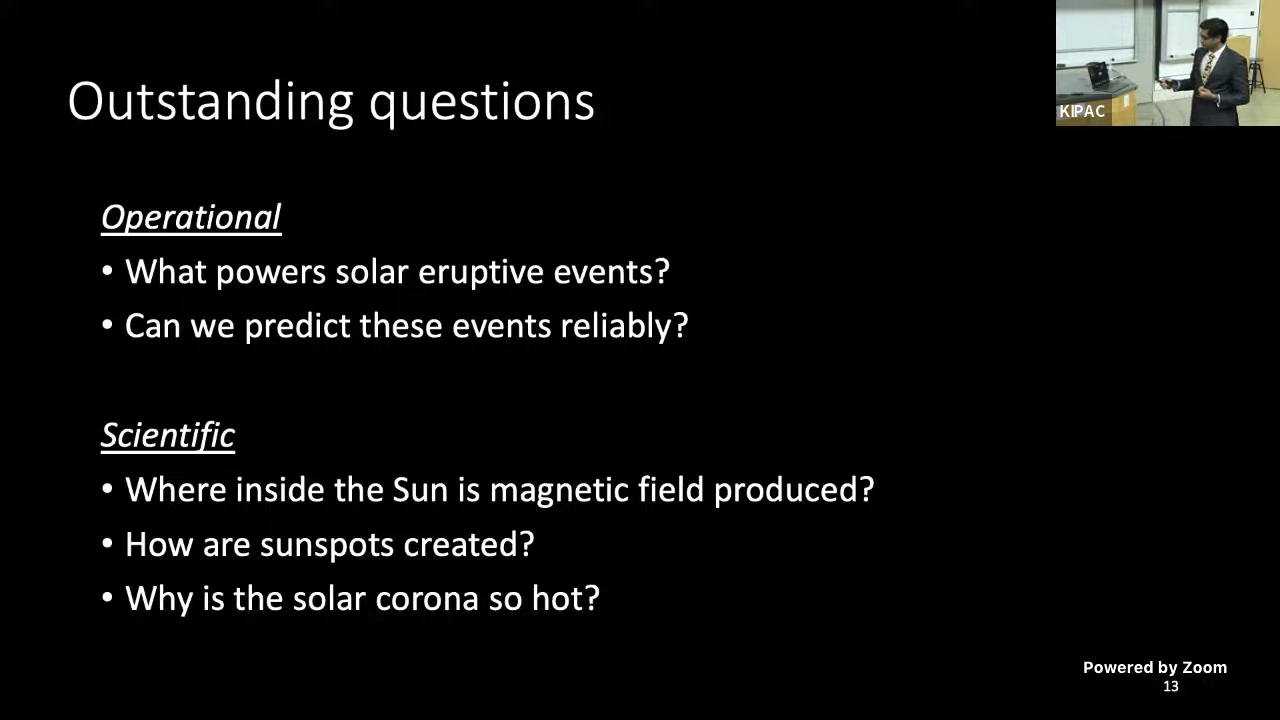 KIPAC
Outstanding questions
Operational
• What powers solar eruptive events?
• Can we predict these events reliably?
Scientific
• Where inside the Sun is magnetic field produced?
• How are sunspots created?
• Why is the solar corona so hot?
Powered by Zoom
13